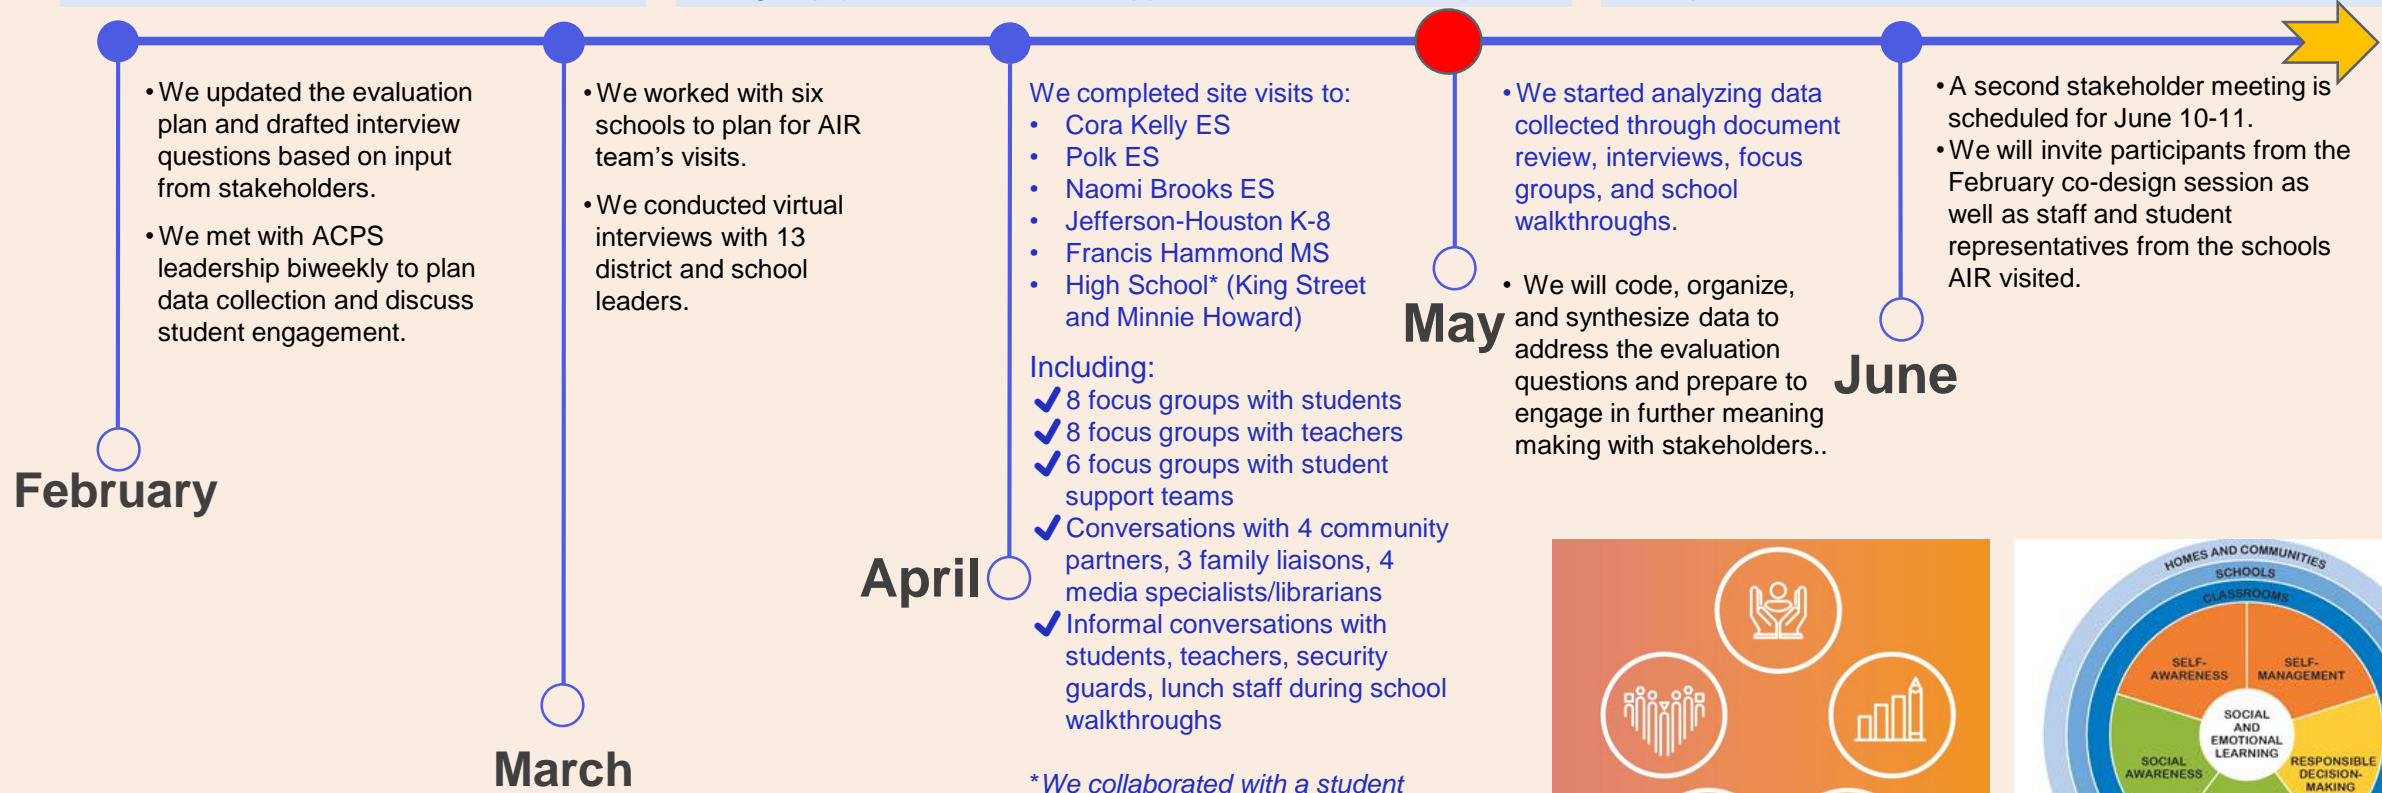 •We updated the evaluation
plan and drafted interview
questions based on input
from stakeholders.
•We met with ACPS
leadership biweekly to plan
data collection and discuss
student engagement.
February
•We worked with six
schools to plan for AIR
team’s visits.
•We conducted virtual
interviews with 13
district and school
leaders.
March
We completed site visits to:
• Cora Kelly ES
• Polk ES
• Naomi Brooks ES
• Jefferson-Houston K-8
• Francis Hammond MS
• High School* (King Street
and Minnie Howard)
Including:
✔8 focus groups with students
✔8 focus groups with teachers
✔6 focus groups with student
support teams
✔Conversations with 4 community
partners, 3 family liaisons, 4
media specialists/librarians
✔Informal conversations with
students, teachers, security
guards, lunch staff during school
walkthroughs
*We collaborated with a student
April
•We started analyzing data
collected through document
review, interviews, focus
groups, and school
walkthroughs.
• We will code, organize,
and synthesize data to
address the evaluation
questions and prepare to
engage in further meaning
making with stakeholders..
May
•A second stakeholder meeting is
scheduled for June 10-11.
•We will invite participants from the
February co-design session as
well as staff and student
representatives from the schools
AIR visited.
June
HOMES AND COMMUNITIES
SCHOOLS
CLASSROOMS
SELF-
AWARENESS
SELF-
MANAGEMENT
SOCIAL
AND
EMOTIONAL
LEARNING
SOCIAL
AWARENESS
RESPONSIBLE
DECISION-
MAKING